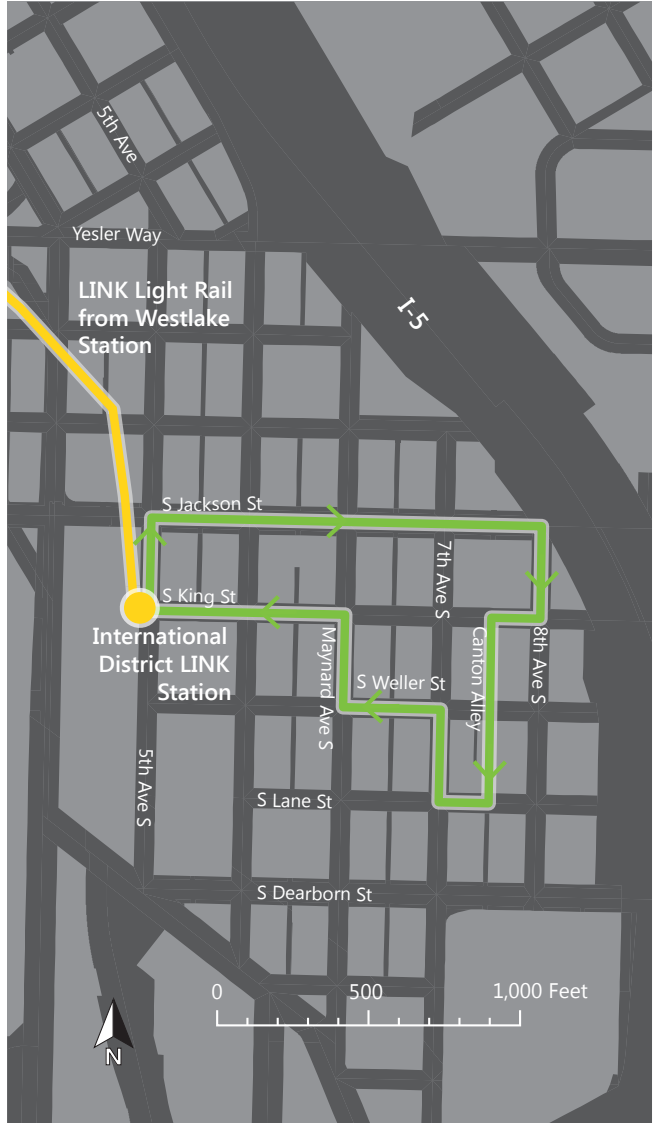 5th Ave
Yesler Way
LINK Light Rail
from Westlake
Station
I-5
S Jackson St
7th Ave S
S King St
International
District LINK
Station
Maynard Ave S
Canton Alley
8th Ave S
S Weller St
5th Ave S
S Lane St
S Dearborn St
0 500 1,000 Feet
N